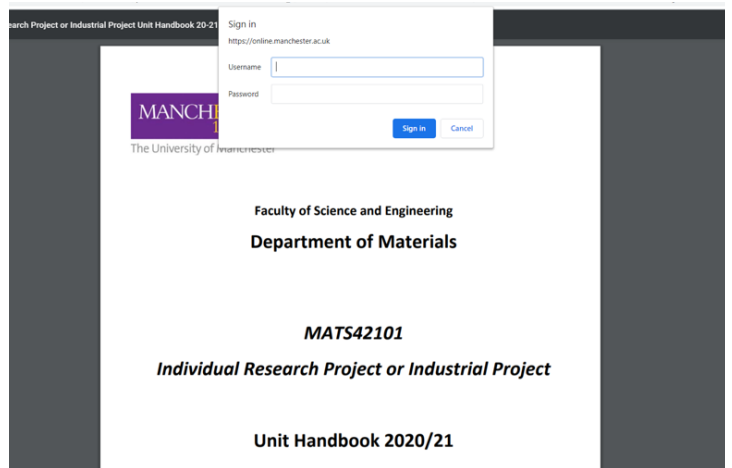 earch Project or Industrial Project Unit Handbook 20-21
Sign in
https://online.manchester.ac.uk
Username
Password
Sign in
Cancel
MANCH
The University of Manchester
Faculty of Science and Engineering
Department of Materials
MATS42101
Individual Research Project or Industrial Project
Unit Handbook 2020/21